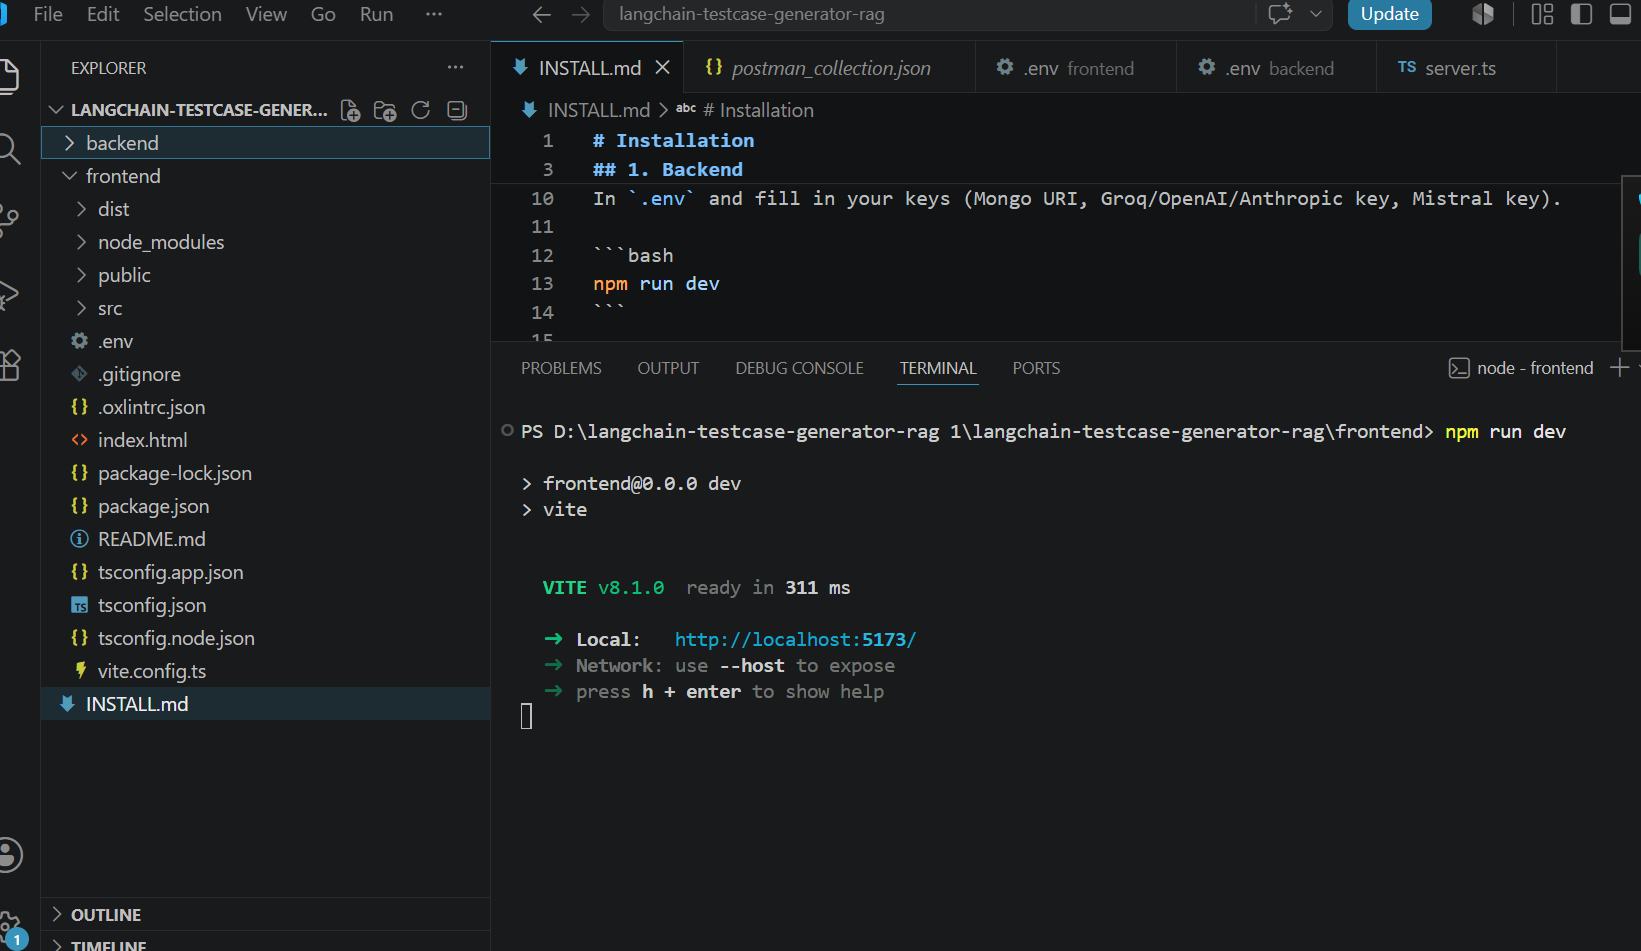 File Edit Selection View Go Run ···
langchain-testcase-generator-rag
Update
EXPLORER ···
LANGCHAIN-TESTCASE-GENER...
backend
frontend
dist
node_modules
public
src
.env
.gitignore
{} .oxlintrc.json
<> index.html
{} package-lock.json
{} package.json
README.md
{} tsconfig.app.json
TS tsconfig.json
{} tsconfig.node.json
vite.config.ts
INSTALL.md
OUTLINE
TIMELINE
1
INSTALL.md
{} postman_collection.json
.env frontend
.env backend
TS server.ts
INSTALL.md > abc # Installation
1 # Installation
3 ## 1. Backend
10 In `.env` and fill in your keys (Mongo URI, Groq/OpenAI/Anthropic key, Mistral key).
11
12 ```bash
13 npm run dev
14 ```
15
PROBLEMS OUTPUT DEBUG CONSOLE TERMINAL PORTS
node - frontend
PS D:\langchain-testcase-generator-rag 1\langchain-testcase-generator-rag\frontend> npm run dev
> frontend@0.0.0 dev
> vite
VITE v8.1.0 ready in 311 ms
➜ Local: http://localhost:5173/
➜ Network: use --host to expose
➜ press h + enter to show help